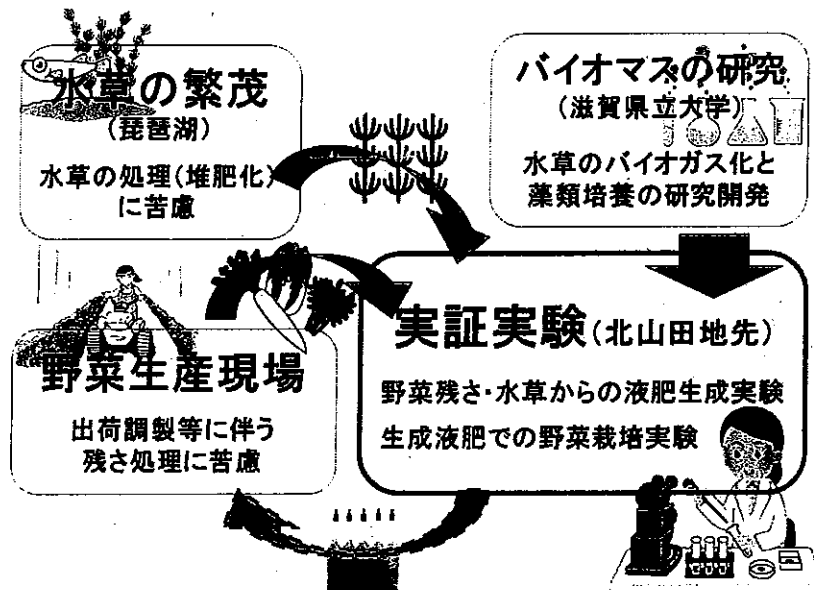 水草の繁茂
(琵琶湖)
水草の処理(堆肥化)
に苦慮
バイオマスの研究
(滋賀県立大学)
水草のバイオガス化と
藻類培養の研究開発
野菜生産現場
出荷調製等に伴う
残さ処理に苦慮
実証実験(北山田地先)
野菜残さ・水草からの液肥生成実験
生成液肥での野菜栽培実験